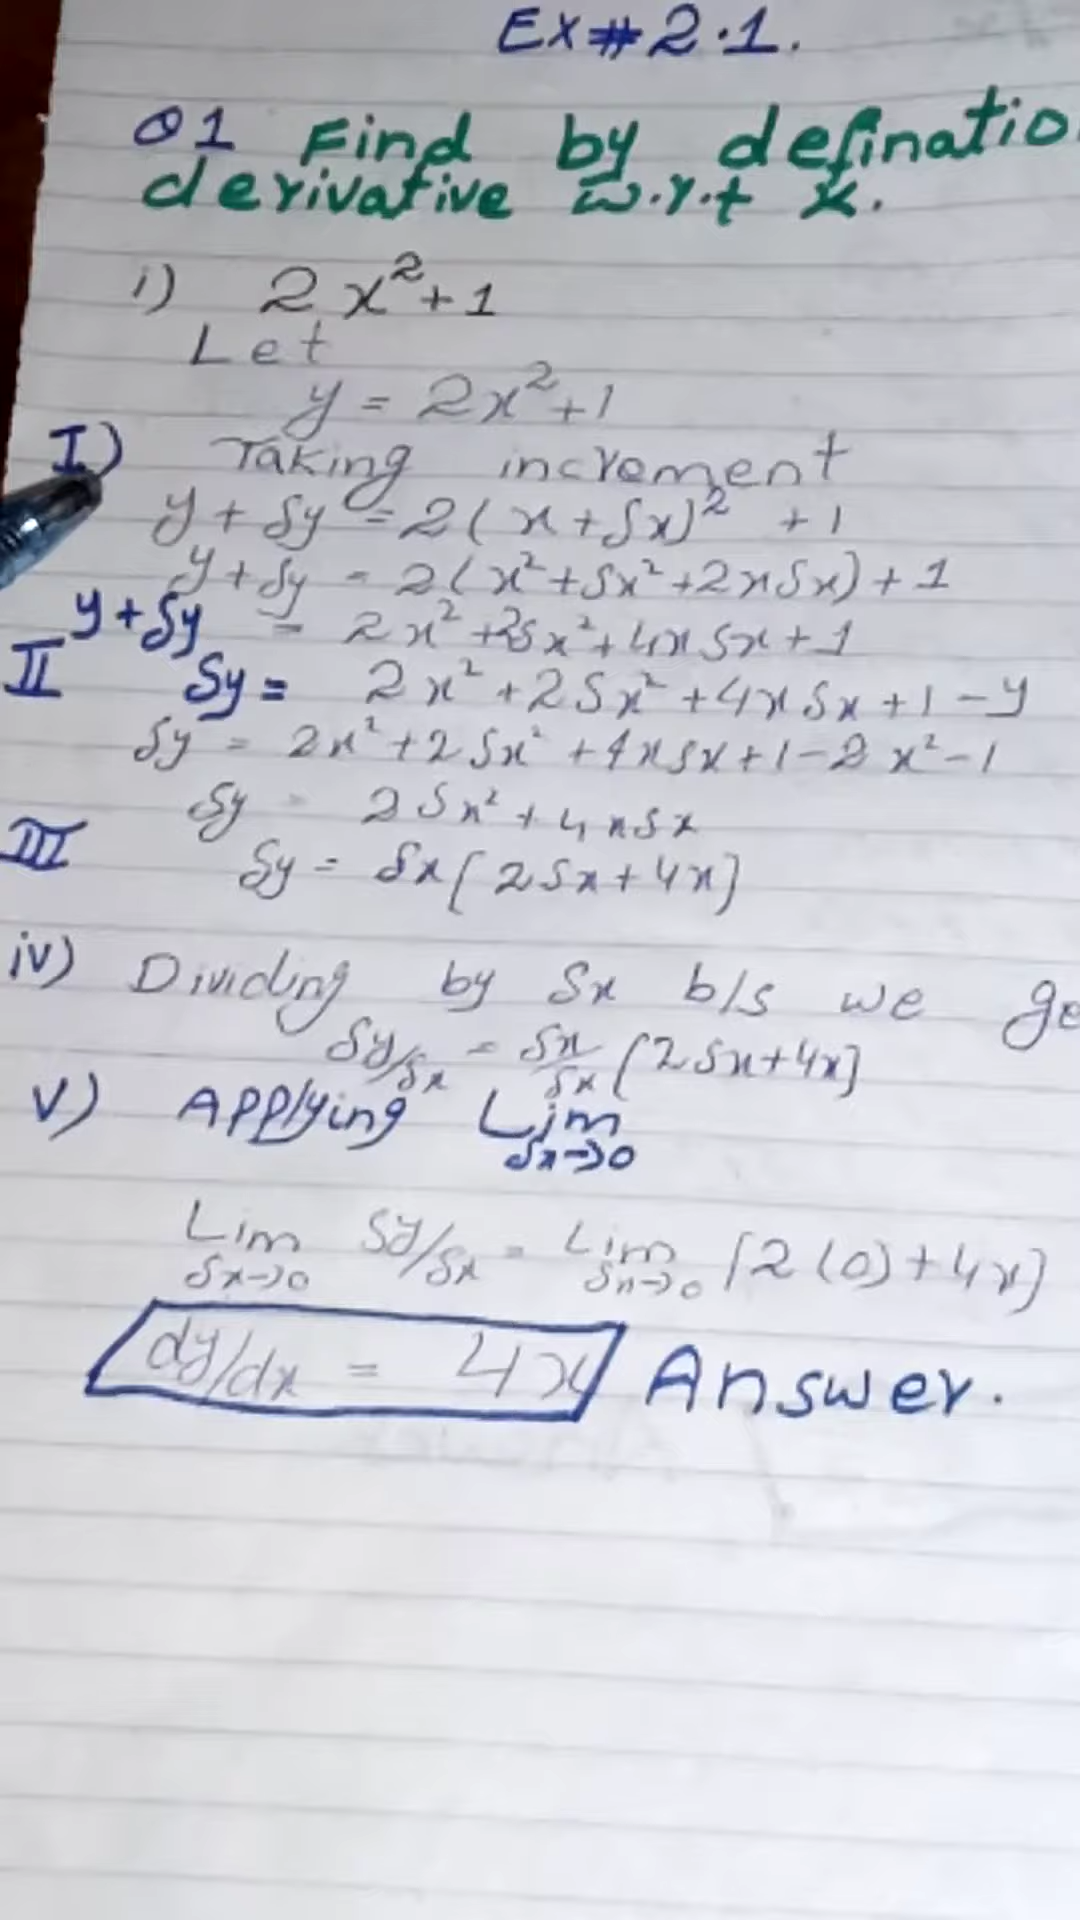 Ex#2.1.
Q1 Find by definatio
derivative w.r.t x.
i) 2x²+1
Let
y = 2x²+1
I) Taking increment
y+δy = 2(x+δx)² +1
y+δy = 2(x²+δx²+2xδx)+1
y+δy = 2x²+2δx²+4xδx+1
II δy = 2x²+2δx²+4xδx+1-y
δy = 2x²+2δx²+4xδx+1-2x²-1
δy = 2δx²+4xδx
III δy = δx[2δx+4x]
iv) Dividing by δx b/s we ge
δy/δx = δx/δx [2δx+4x]
v) Applying Lim δx→0
Lim δx→0 δy/δx = Lim δx→0 [2(0)+4x]
dy/dx = 4x Answer.